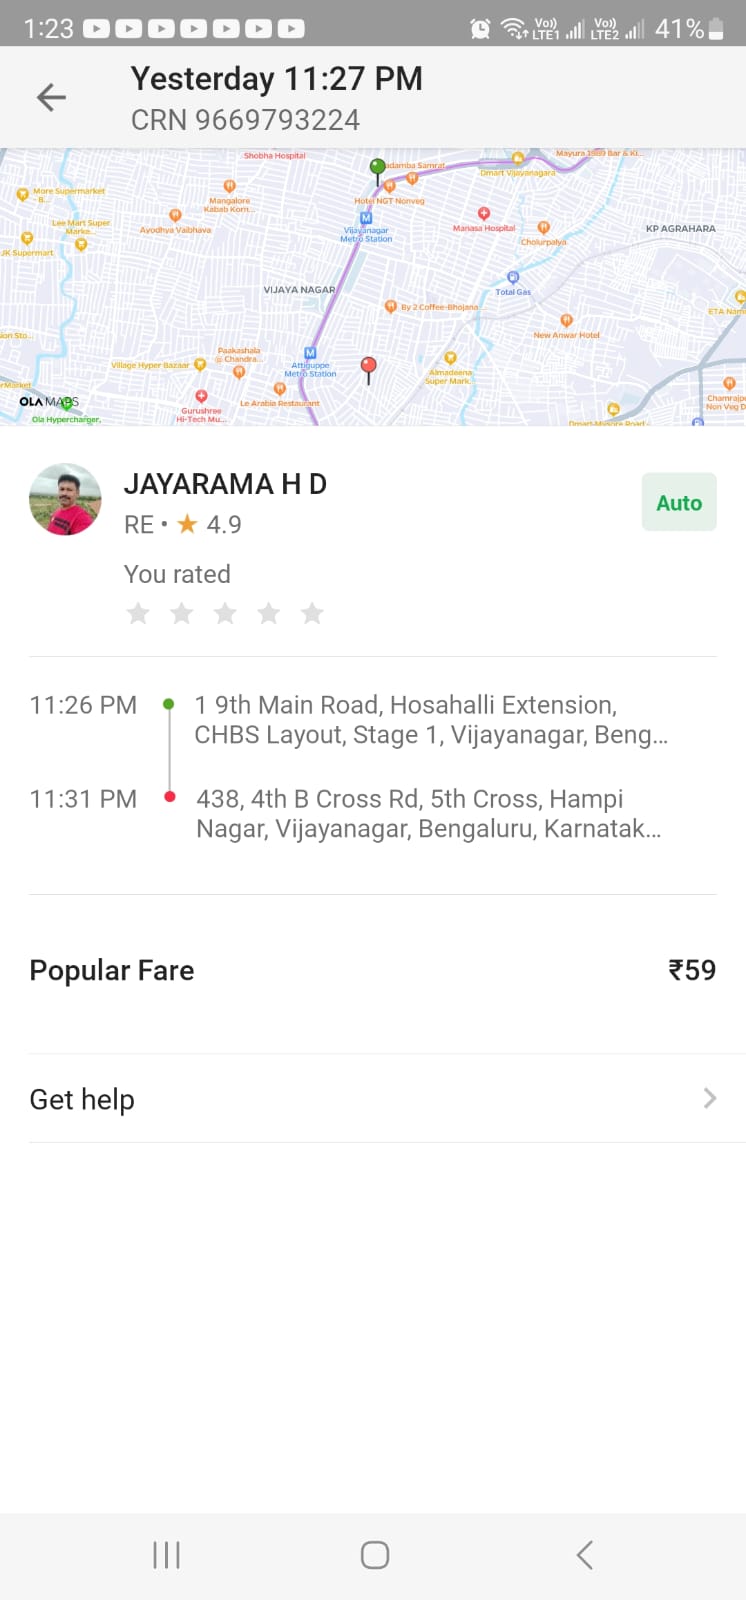 1:23
Vo)) LTE1
Vo)) LTE2
41%
Yesterday 11:27 PM
CRN 9669793224
Shobha Hospital
adamba Samrat
Dmart Vijayanagara
Mayura 1989 Bar & Ki...
More Supermarket
- B...
Mangalore
Kabab Korn...
Hotel NGT Nonveg
Lee Mart Super
Marke...
Ayodhya Vaibhava
Vijayanagar
Metro Station
Manasa Hospital
Cholurpalya
KP AGRAHARA
JK Supermart
VIJAYA NAGAR
Total Gas
By 2 Coffee-Bhojana...
ETA Nam
ion Sto...
New Anwar Hotel
Village Hyper Bazaar
Paakashala
@ Chandra...
Attiguppe
Metro Station
Almadeena
Super Mark...
rMarket
OLA MAPS
Ola Hypercharger,
Gurushree
Hi-Tech Mu...
Le Arabia Restaurant
Chamrajpe
Non Veg D
Dmart-Mysore Road-
JAYARAMA H D
RE • ★ 4.9
Auto
You rated
11:26 PM
1 9th Main Road, Hosahalli Extension,
CHBS Layout, Stage 1, Vijayanagar, Beng...
11:31 PM
438, 4th B Cross Rd, 5th Cross, Hampi
Nagar, Vijayanagar, Bengaluru, Karnatak...
Popular Fare
₹59
Get help